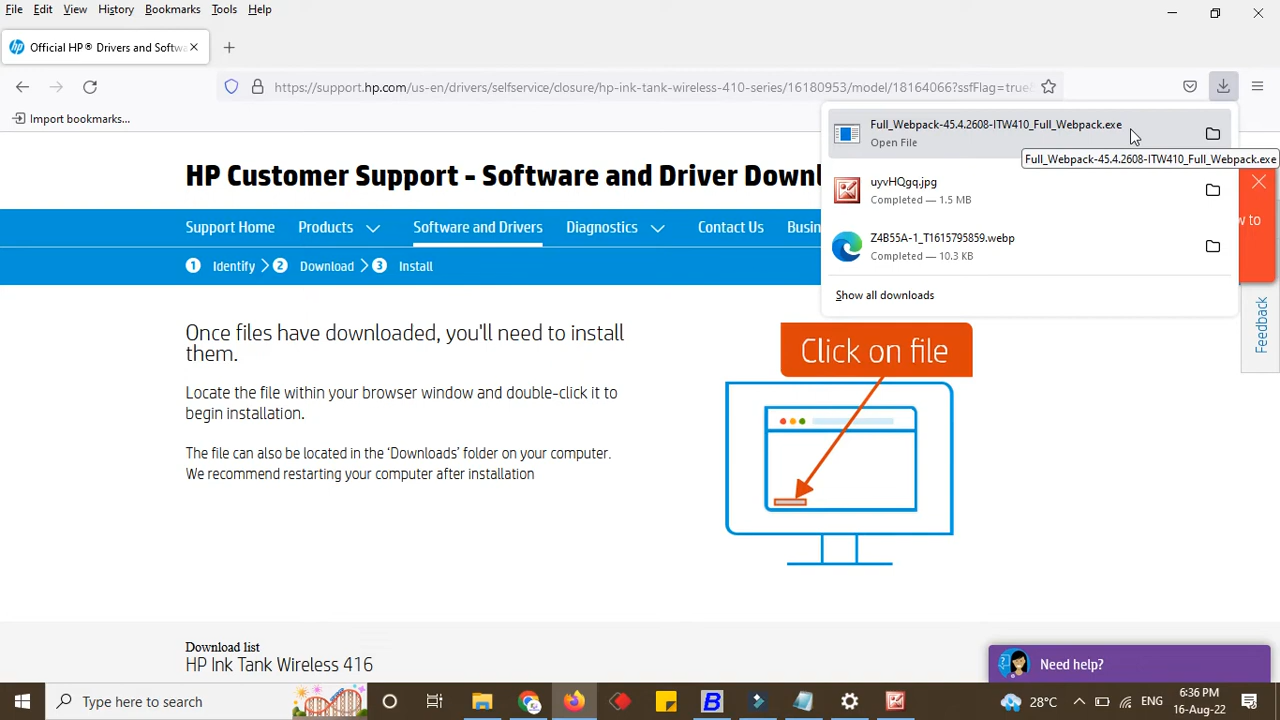 File Edit View History Bookmarks Tools Help
Official HP® Drivers and Softwa
https://support.hp.com/us-en/drivers/selfservice/closure/hp-ink-tank-wireless-410-series/16180953/model/18164066?ssfFlag=true&
Import bookmarks...
Full_Webpack-45.4.2608-ITW410_Full_Webpack.exe
Open File
Full_Webpack-45.4.2608-ITW410_Full_Webpack.exe
uyvHQgq.jpg
Completed — 1.5 MB
Z4B55A-1_T1615795859.webp
Completed — 10.3 KB
Show all downloads
HP Customer Support - Software and Driver Downl
Support Home Products Software and Drivers Diagnostics Contact Us Busin
1 Identify 2 Download 3 Install
w to
Feedback
Once files have downloaded, you'll need to install
them.
Locate the file within your browser window and double-click it to
begin installation.
The file can also be located in the ‘Downloads’ folder on your computer.
We recommend restarting your computer after installation
Click on file
Download list
HP Ink Tank Wireless 416
Need help?
Type here to search
B
28°C
ENG
6:36 PM
16-Aug-22